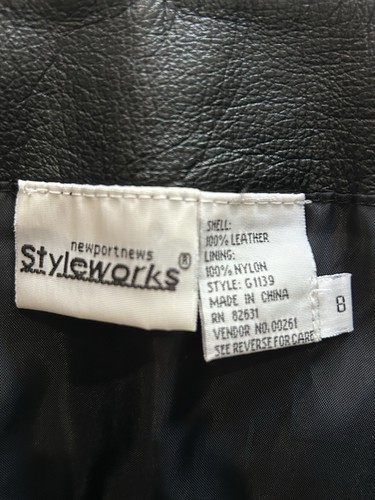 newportnews
Styleworks®
SHELL:
100% LEATHER
LINING:
100% NYLON
STYLE: G1139
MADE IN CHINA
RN 82631
VENDOR NO. 00261
SEE REVERSE FOR CARE
8